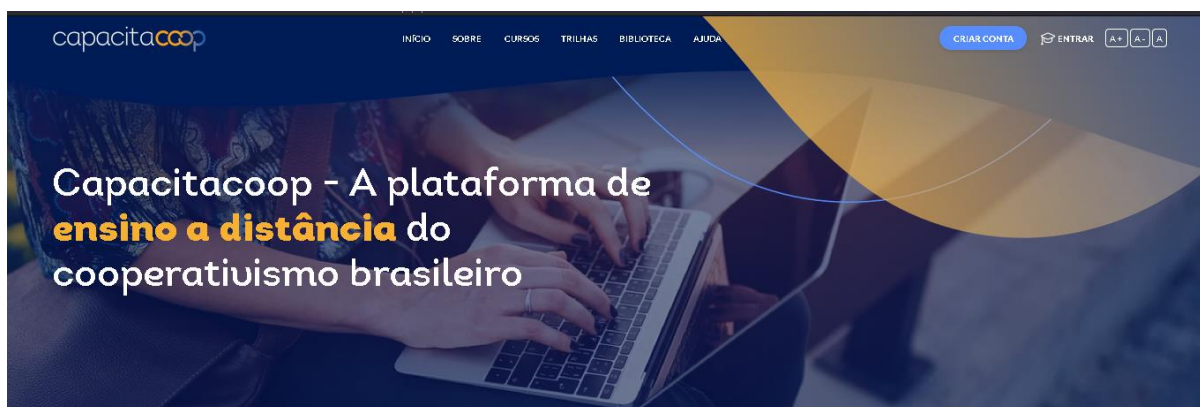 capacitacoop
INÍCIO SOBRE CURSOS TRILHAS BIBLIOTECA AJUDA
CRIAR CONTA ENTRAR A+ A- A
Capacitacoop - A plataforma de
ensino a distância do
cooperativismo brasileiro